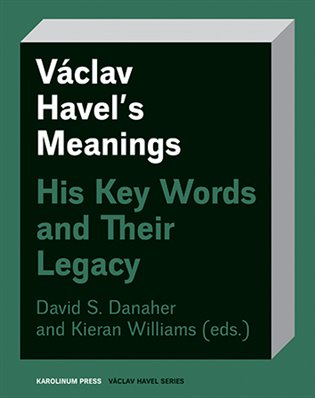 Václav
Havel's
Meanings
His Key Words
and Their
Legacy
David S. Danaher
and Kieran Williams (eds.)
KAROLINUM PRESS VÁCLAV HAVEL SERIES